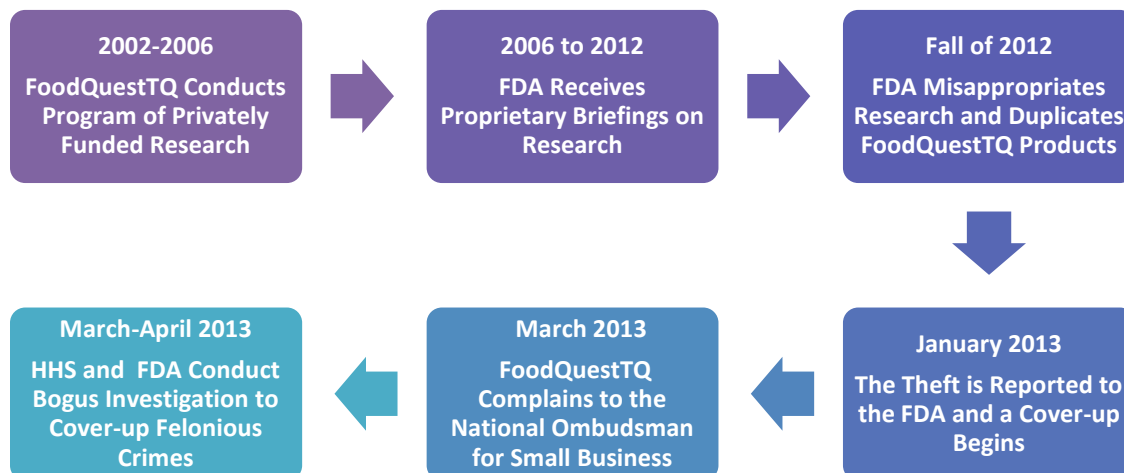 2002-2006
FoodQuestTQ Conducts
Program of Privately
Funded Research
2006 to 2012
FDA Receives
Proprietary Briefings on
Research
Fall of 2012
FDA Misappropriates
Research and Duplicates
FoodQuestTQ Products
January 2013
The Theft is Reported to
the FDA and a Cover-up
Begins
March 2013
FoodQuestTQ
Complains to the
National Ombudsman
for Small Business
March-April 2013
HHS and FDA Conduct
Bogus Investigation to
Cover-up Felonious
Crimes